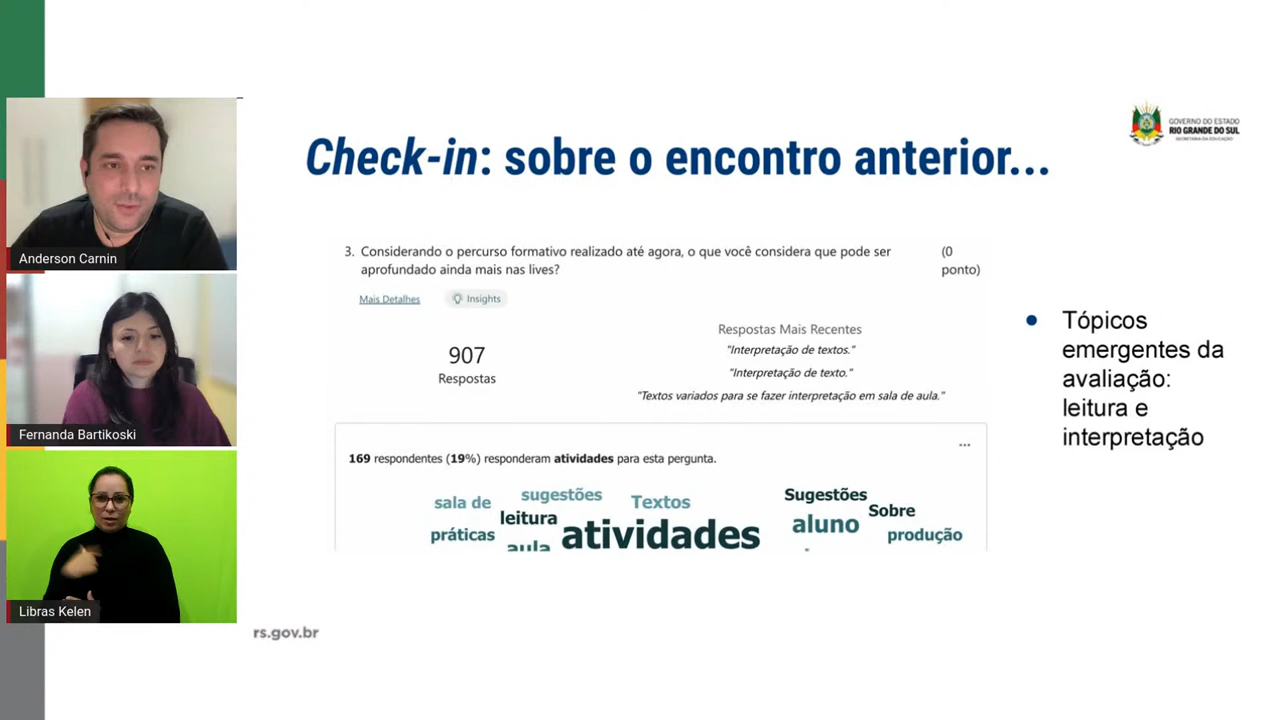 GOVERNO DO ESTADO
RIO GRANDE DO SUL
SECRETARIA DA EDUCAÇÃO
Check-in: sobre o encontro anterior...
Anderson Carnin
3. Considerando o percurso formativo realizado até agora, o que você considera que pode ser
aprofundado ainda mais nas lives?
(0
ponto)
Mais Detalhes
Insights
907
Respostas
Respostas Mais Recentes
"Interpretação de textos."
"Interpretação de texto."
"Textos variados para se fazer interpretação em sala de aula."
Tópicos
emergentes da
avaliação:
leitura e
interpretação
Fernanda Bartikoski
169 respondentes (19%) responderam atividades para esta pergunta.
...
sala de
sugestões
Textos
Sugestões
práticas
leitura
aula
atividades
aluno
Sobre
produção
Libras Kelen
rs.gov.br